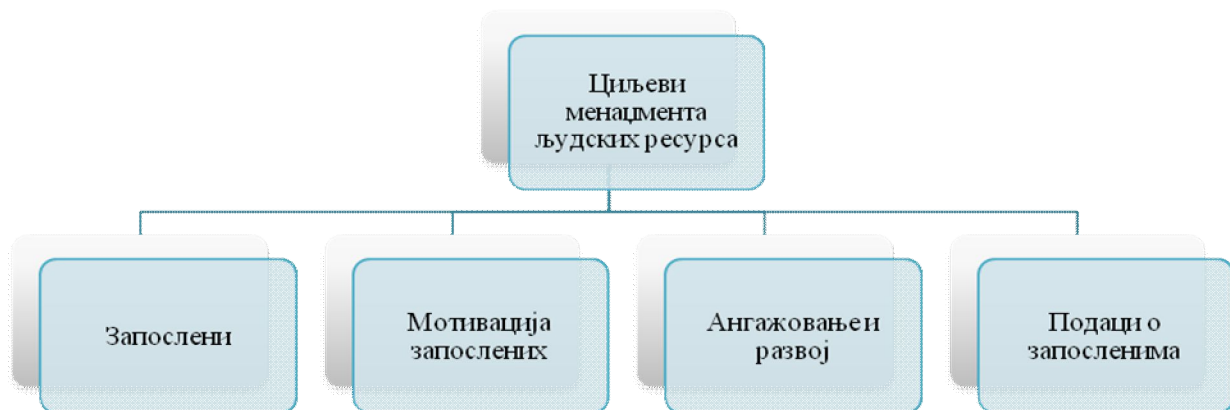 Циљеви
менаџмента
људских ресурса
Запослени
Мотивација
запослених
Ангажовање и
развој
Подаци о
запосленима